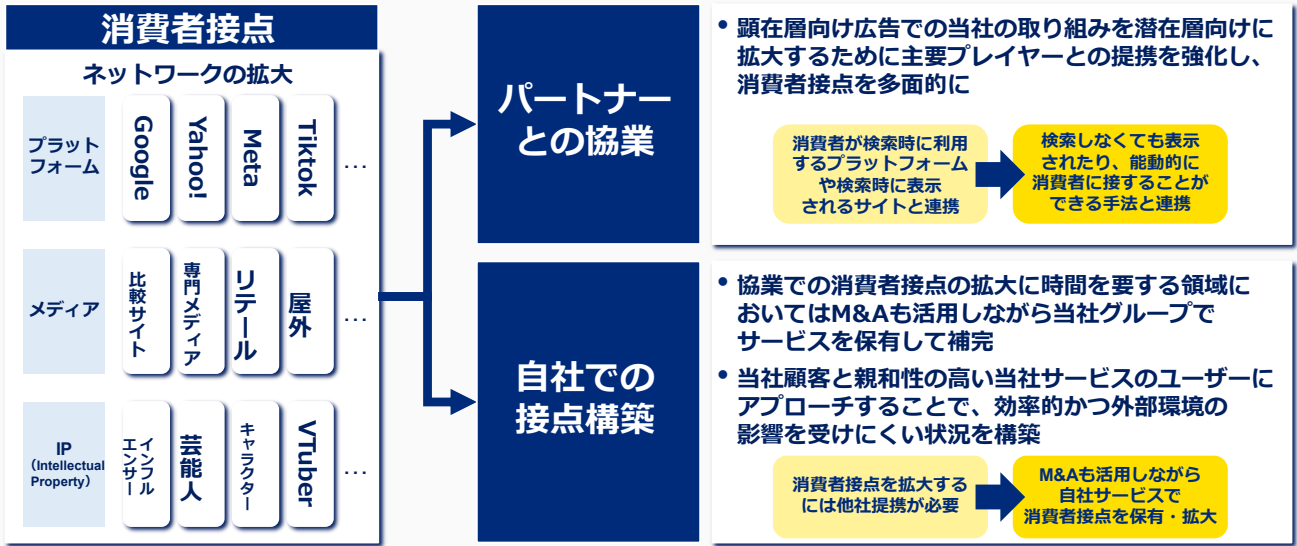 消費者接点
ネットワークの拡大
プラット
フォーム
Google
Yahoo!
Meta
Tiktok
…
メディア
比較サイト
専門メディア
リテール
屋外
…
IP
（Intellectual
Property）
インフル
エンサー
芸能人
キャラクター
VTuber
…
パートナー
との協業
• 顕在層向け広告での当社の取り組みを潜在層向けに
拡大するために主要プレイヤーとの提携を強化し、
消費者接点を多面的に
消費者が検索時に利用
するプラットフォーム
や検索時に表示
されるサイトと連携
検索しなくても表示
されたり、能動的に
消費者に接することが
できる手法と連携
自社での
接点構築
• 協業での消費者接点の拡大に時間を要する領域に
おいてはM&Aも活用しながら当社グループで
サービスを保有して補完
• 当社顧客と親和性の高い当社サービスのユーザーに
アプローチすることで、効率的かつ外部環境の
影響を受けにくい状況を構築
消費者接点を拡大する
には他社提携が必要
M&Aも活用しながら
自社サービスで
消費者接点を保有・拡大